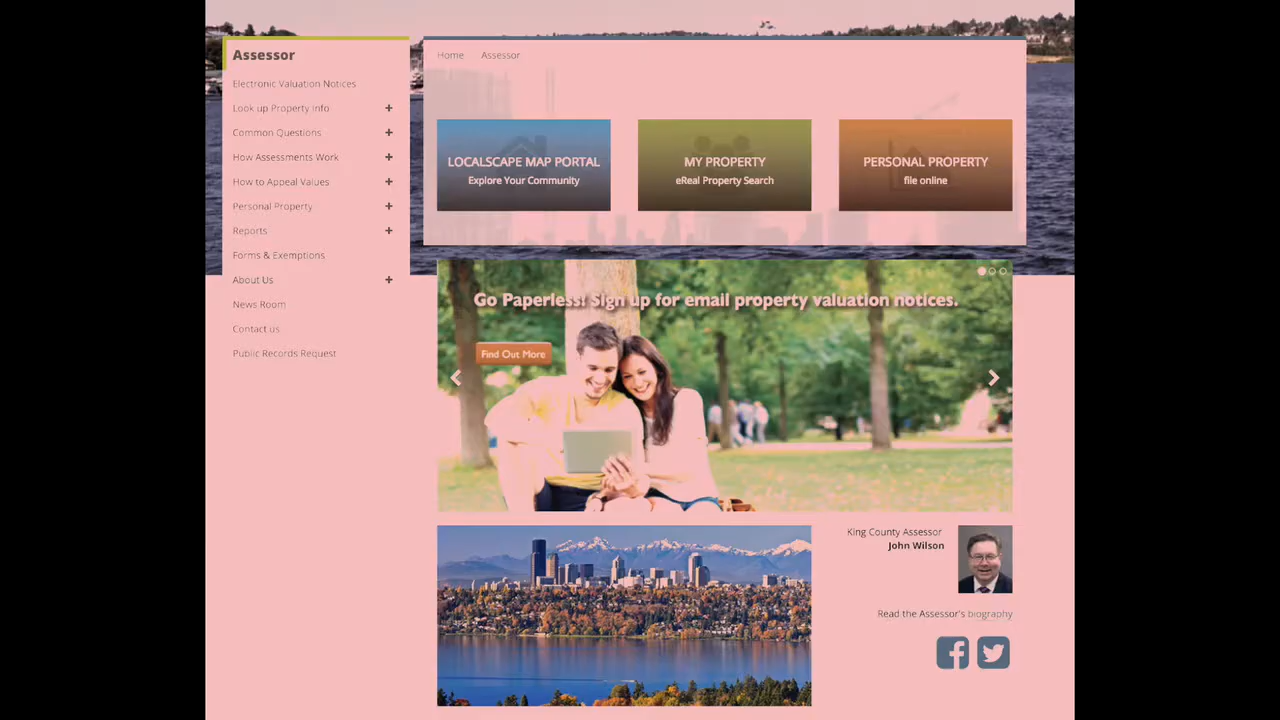 Assessor
Electronic Valuation Notices
Look up Property Info
Common Questions
How Assessments Work
How to Appeal Values
Personal Property
Reports
Forms & Exemptions
About Us
News Room
Contact us
Public Records Request
Home Assessor
LOCALSCAPE MAP PORTAL
Explore Your Community
MY PROPERTY
eReal Property Search
PERSONAL PROPERTY
file online
Go Paperless! Sign up for email property valuation notices.
Find Out More
King County Assessor
John Wilson
Read the Assessor's biography